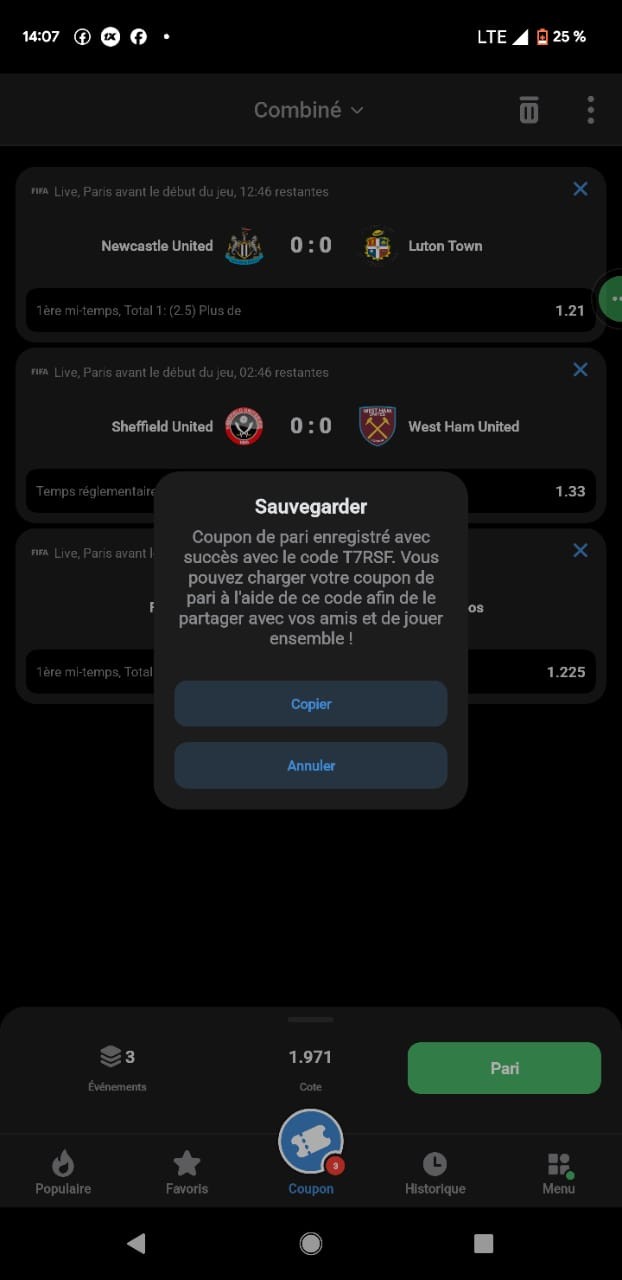 14:07
LTE
25 %
Combiné
FIFA Live, Paris avant le début du jeu, 12:46 restantes
Newcastle United 0 : 0 Luton Town
1ère mi-temps, Total 1: (2.5) Plus de 1.21
FIFA Live, Paris avant le début du jeu, 02:46 restantes
Sheffield United 0 : 0 West Ham United
Temps réglementaire 1.33
FIFA Live, Paris avant l
os
1ère mi-temps, Total 1.225
Sauvegarder
Coupon de pari enregistré avec
succès avec le code T7RSF. Vous
pouvez charger votre coupon de
pari à l'aide de ce code afin de le
partager avec vos amis et de jouer
ensemble !
Copier
Annuler
3
Événements
1.971
Cote
Pari
3
Populaire
Favoris
Coupon
Historique
Menu